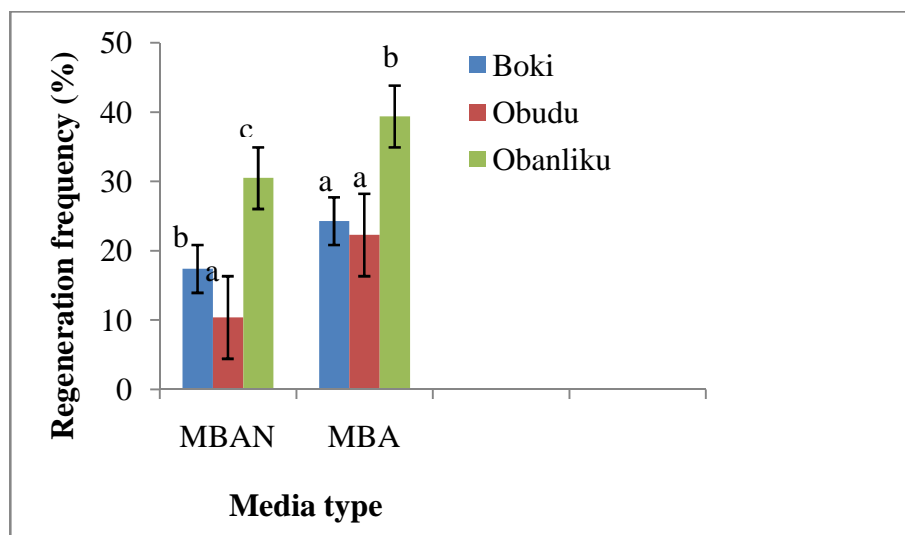 Regeneration frequency (%)
50
40
30
20
10
0
b
a
c
a
a
b
Boki
Obudu
Obanliku
MBAN
MBA
Media type